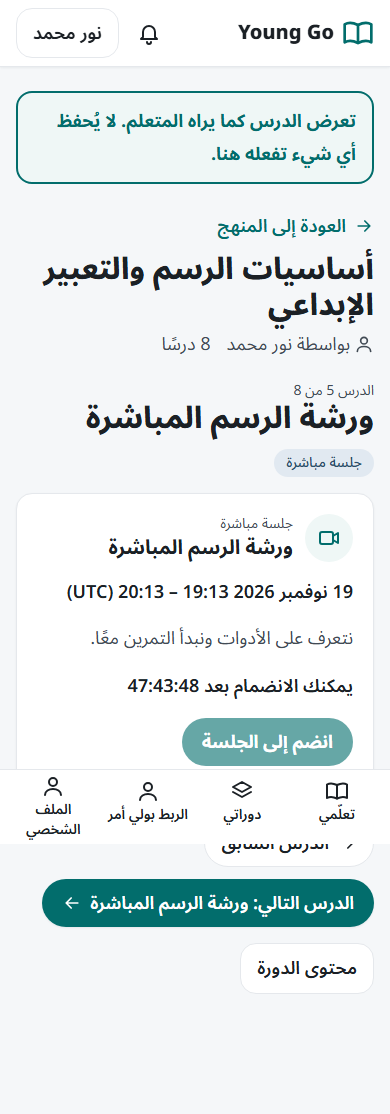 Young Go
نور محمد
تعرض الدرس كما يراه المتعلم. لا يُحفظ
أي شيء تفعله هنا.
العودة إلى المنهج
أساسيات الرسم والتعبير
الإبداعي
بواسطة نور محمد
8 درسًا
الدرس 5 من 8
ورشة الرسم المباشرة
جلسة مباشرة
جلسة مباشرة
ورشة الرسم المباشرة
19 نوفمبر 2026 19:13 – 20:13 (UTC)
نتعرف على الأدوات ونبدأ التمرين معًا.
يمكنك الانضمام بعد 47:43:48
انضم إلى الجلسة
تعلّمي
دوراتي
الربط بولي أمر
الملف
الشخصي
الدرس السابق
الدرس التالي: ورشة الرسم المباشرة
محتوى الدورة